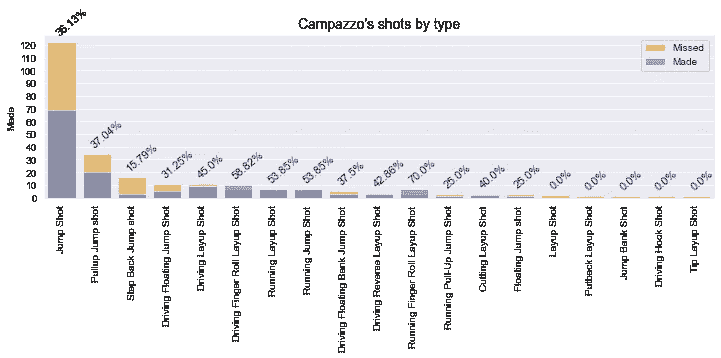 Campazzo's shots by type
36.13%
37.04%
15.79%
31.25%
45.0%
58.82%
53.85%
53.85%
37.5%
42.86%
70.0%
25.0%
40.0%
25.0%
0.0%
0.0%
0.0%
0.0%
0.0%
Missed
Made
Made
120
110
100
90
80
70
60
50
40
30
20
10
0
Jump Shot
Pullup Jump shot
Step Back Jump Shot
Driving Floating Jump Shot
Driving Layup Shot
Driving Finger Roll Layup Shot
Running Layup Shot
Running Jump Shot
Driving Floating Bank Jump Shot
Driving Reverse Layup Shot
Running Finger Roll Layup Shot
Running Pull-Up Jump Shot
Cutting Layup Shot
Floating Jump shot
Layup Shot
Putback Layup Shot
Jump Bank Shot
Driving Hook Shot
Tip Layup Shot